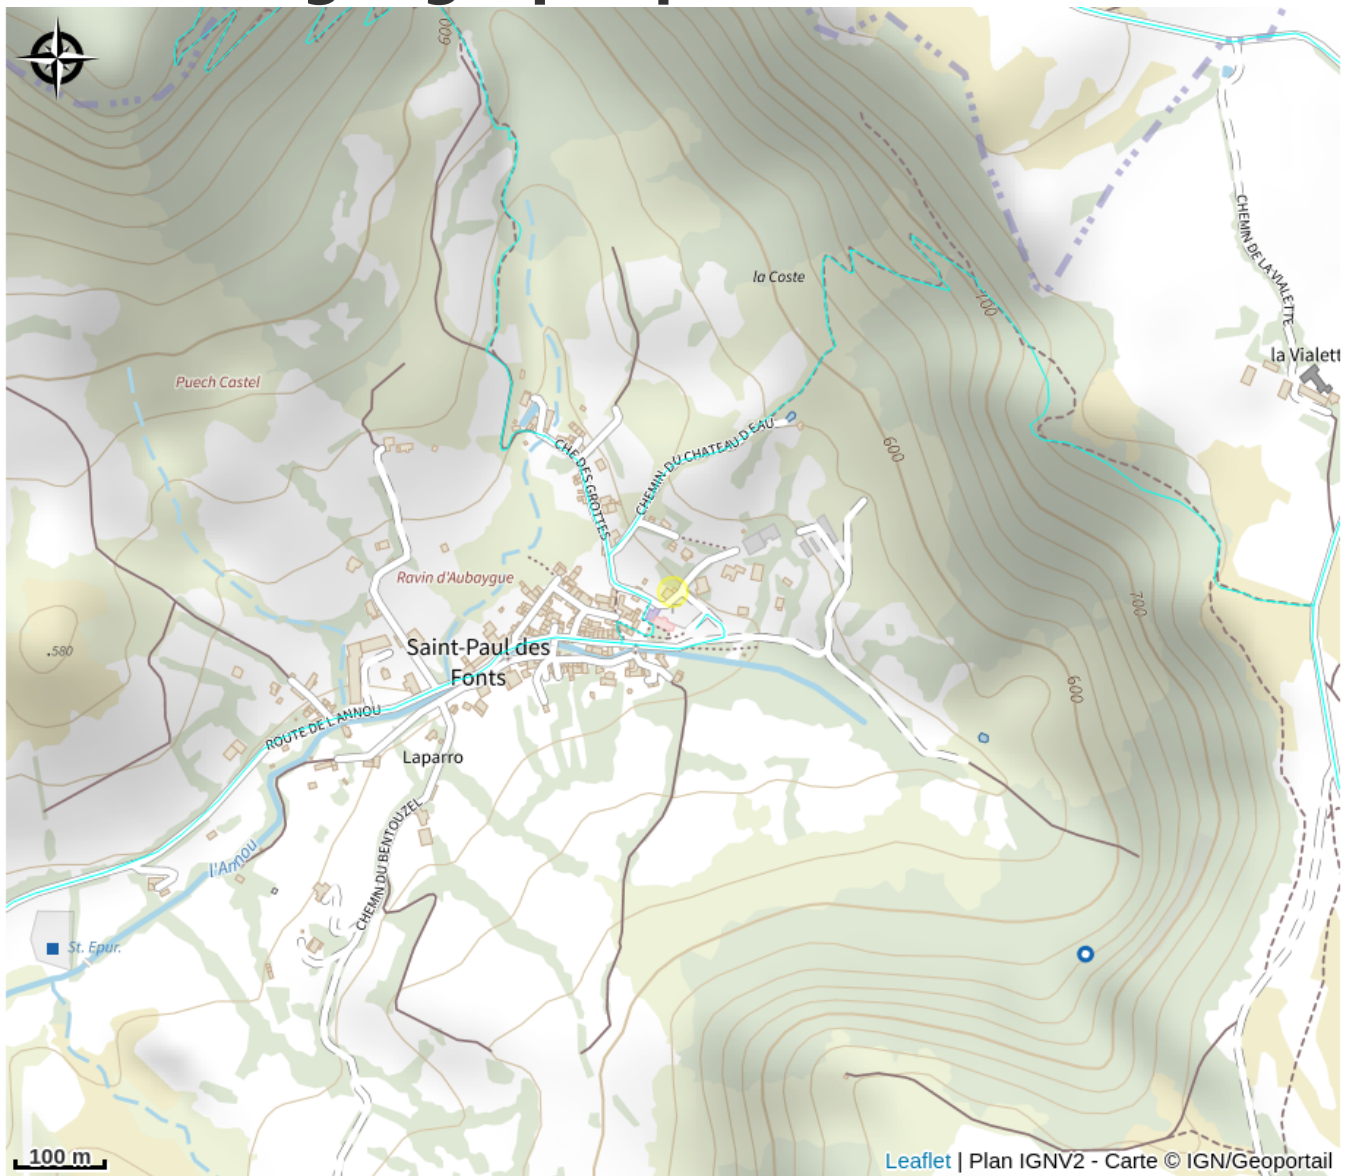 600
CHEMIN DE LA VIALETTE
la Coste
700
la Vialett
Puech Castel
CHE DES GROTTES
CHEMIN DU CHATEAU D EAU
600
Ravin d'Aubaygue
700
.580
Saint-Paul des
Fonts
600
ROUTE DE L ANNOU
Laparro
CHEMIN DU BENTOUZEL
l'Annou
St. Epur.
100 m
Leaflet | Plan IGNV2 - Carte © IGN/Geoportail